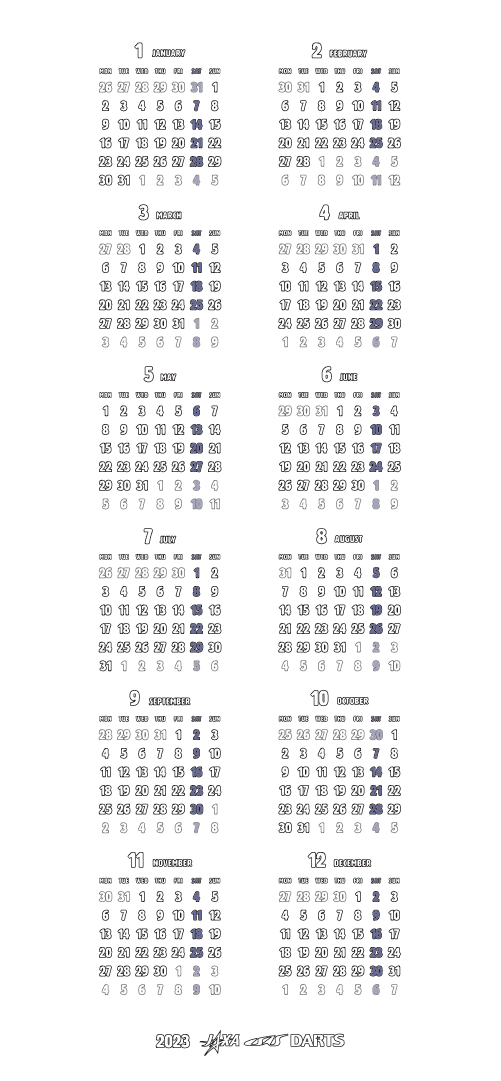 1 JANUARY
MON TUE WED THU FRI SAT SUN
26 27 28 29 30 31 1
2 3 4 5 6 7 8
9 10 11 12 13 14 15
16 17 18 19 20 21 22
23 24 25 26 27 28 29
30 31 1 2 3 4 5
2 FEBRUARY
MON TUE WED THU FRI SAT SUN
30 31 1 2 3 4 5
6 7 8 9 10 11 12
13 14 15 16 17 18 19
20 21 22 23 24 25 26
27 28 1 2 3 4 5
6 7 8 9 10 11 12
3 MARCH
MON TUE WED THU FRI SAT SUN
27 28 1 2 3 4 5
6 7 8 9 10 11 12
13 14 15 16 17 18 19
20 21 22 23 24 25 26
27 28 29 30 31 1 2
3 4 5 6 7 8 9
4 APRIL
MON TUE WED THU FRI SAT SUN
27 28 29 30 31 1 2
3 4 5 6 7 8 9
10 11 12 13 14 15 16
17 18 19 20 21 22 23
24 25 26 27 28 29 30
1 2 3 4 5 6 7
5 MAY
MON TUE WED THU FRI SAT SUN
1 2 3 4 5 6 7
8 9 10 11 12 13 14
15 16 17 18 19 20 21
22 23 24 25 26 27 28
29 30 31 1 2 3 4
5 6 7 8 9 10 11
6 JUNE
MON TUE WED THU FRI SAT SUN
29 30 31 1 2 3 4
5 6 7 8 9 10 11
12 13 14 15 16 17 18
19 20 21 22 23 24 25
26 27 28 29 30 1 2
3 4 5 6 7 8 9
7 JULY
MON TUE WED THU FRI SAT SUN
26 27 28 29 30 1 2
3 4 5 6 7 8 9
10 11 12 13 14 15 16
17 18 19 20 21 22 23
24 25 26 27 28 29 30
31 1 2 3 4 5 6
8 AUGUST
MON TUE WED THU FRI SAT SUN
31 1 2 3 4 5 6
7 8 9 10 11 12 13
14 15 16 17 18 19 20
21 22 23 24 25 26 27
28 29 30 31 1 2 3
4 5 6 7 8 9 10
9 SEPTEMBER
MON TUE WED THU FRI SAT SUN
28 29 30 31 1 2 3
4 5 6 7 8 9 10
11 12 13 14 15 16 17
18 19 20 21 22 23 24
25 26 27 28 29 30 1
2 3 4 5 6 7 8
10 OKTOBER
MON TUE WED THU FRI SAT SUN
25 26 27 28 29 30 1
2 3 4 5 6 7 8
9 10 11 12 13 14 15
16 17 18 19 20 21 22
23 24 25 26 27 28 29
30 31 1 2 3 4 5
11 NOVEMBER
MON TUE WED THU FRI SAT SUN
30 31 1 2 3 4 5
6 7 8 9 10 11 12
13 14 15 16 17 18 19
20 21 22 23 24 25 26
27 28 29 30 1 2 3
4 5 6 7 8 9 10
12 DECEMBER
MON TUE WED THU FRI SAT SUN
27 28 29 30 1 2 3
4 5 6 7 8 9 10
11 12 13 14 15 16 17
18 19 20 21 22 23 24
25 26 27 28 29 30 31
1 2 3 4 5 6 7
2023 JAXA DARTS